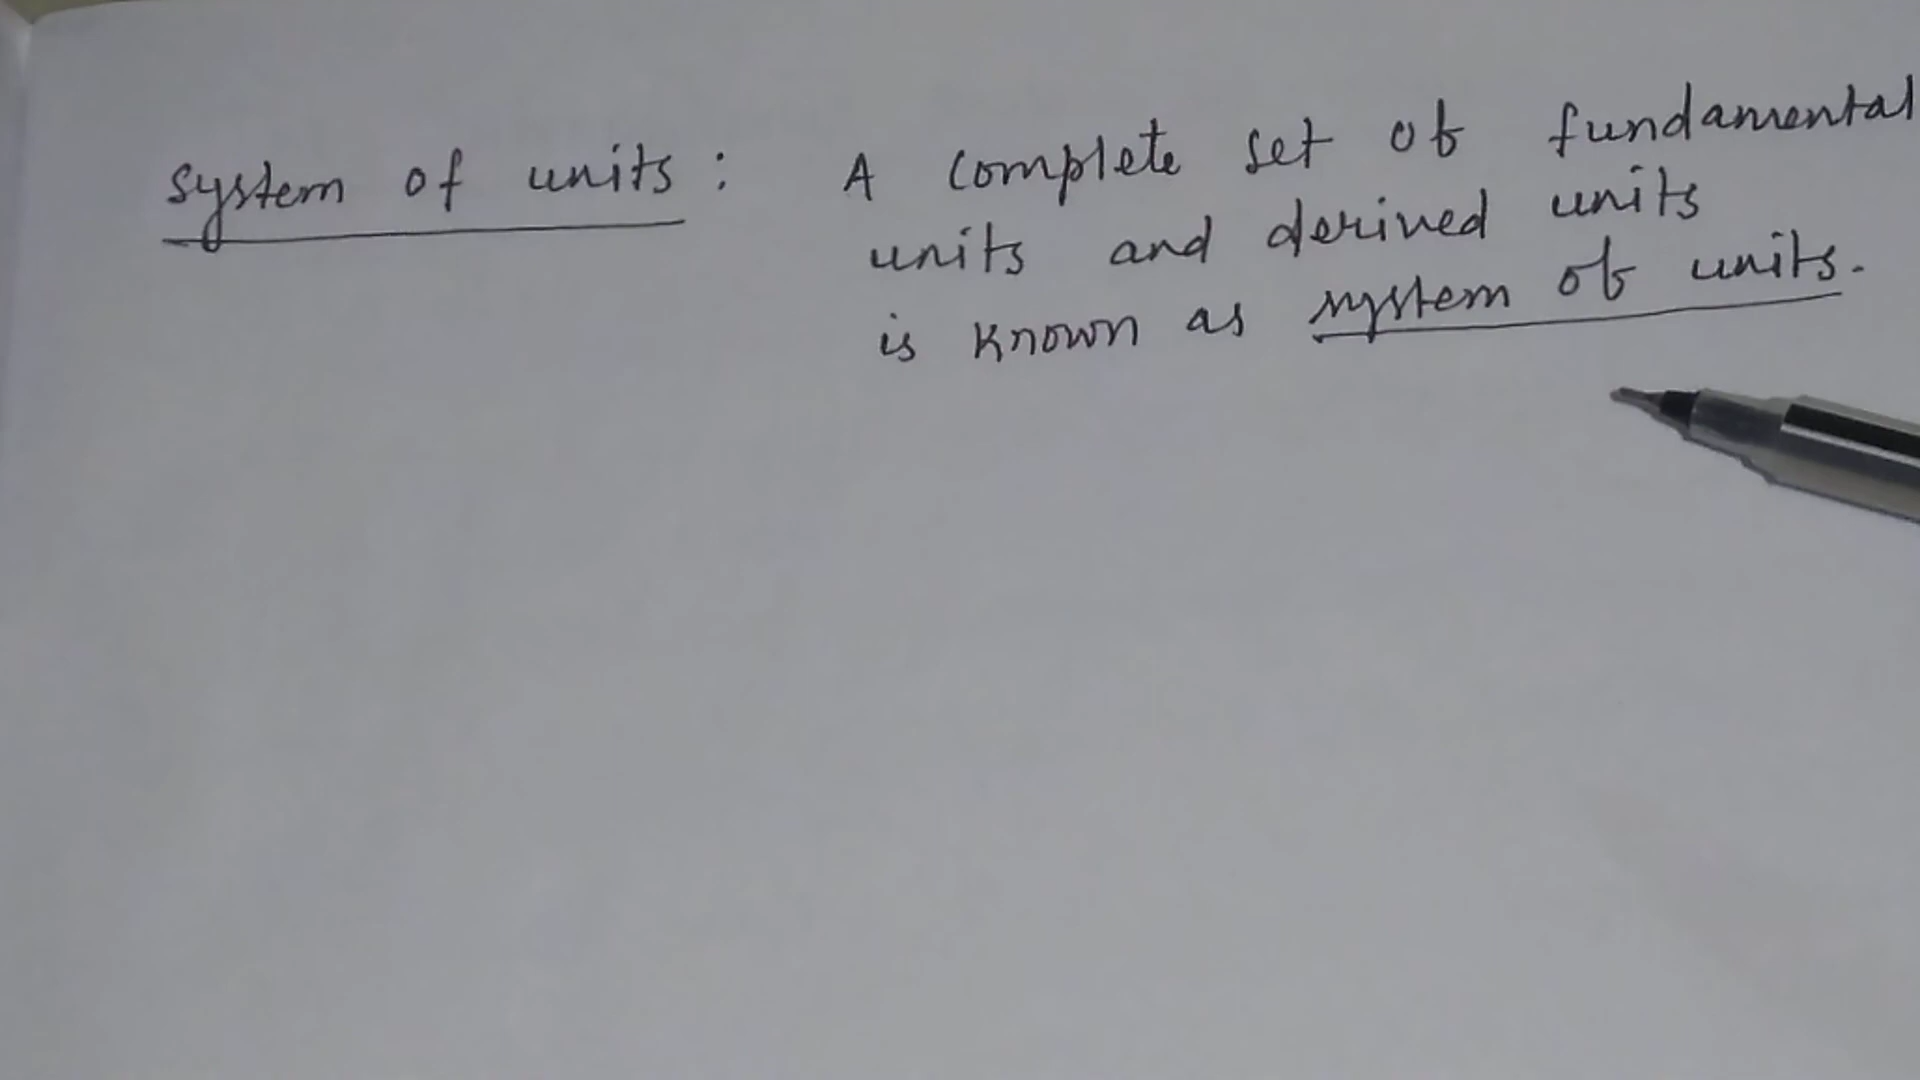 system of units : A complete set of fundamental
units and derived units
is known as system of units.